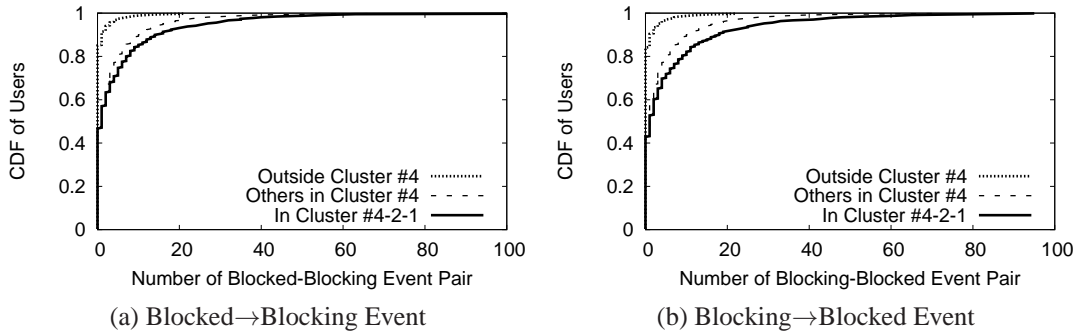 1
0.8
0.6
0.4
0.2
0
CDF of Users
Outside Cluster #4
Others in Cluster #4
In Cluster #4-2-1
0 20 40 60 80 100
Number of Blocked-Blocking Event Pair
(a) Blocked→Blocking Event
1
0.8
0.6
0.4
0.2
0
CDF of Users
Outside Cluster #4
Others in Cluster #4
In Cluster #4-2-1
0 20 40 60 80 100
Number of Blocking-Blocked Event Pair
(b) Blocking→Blocked Event